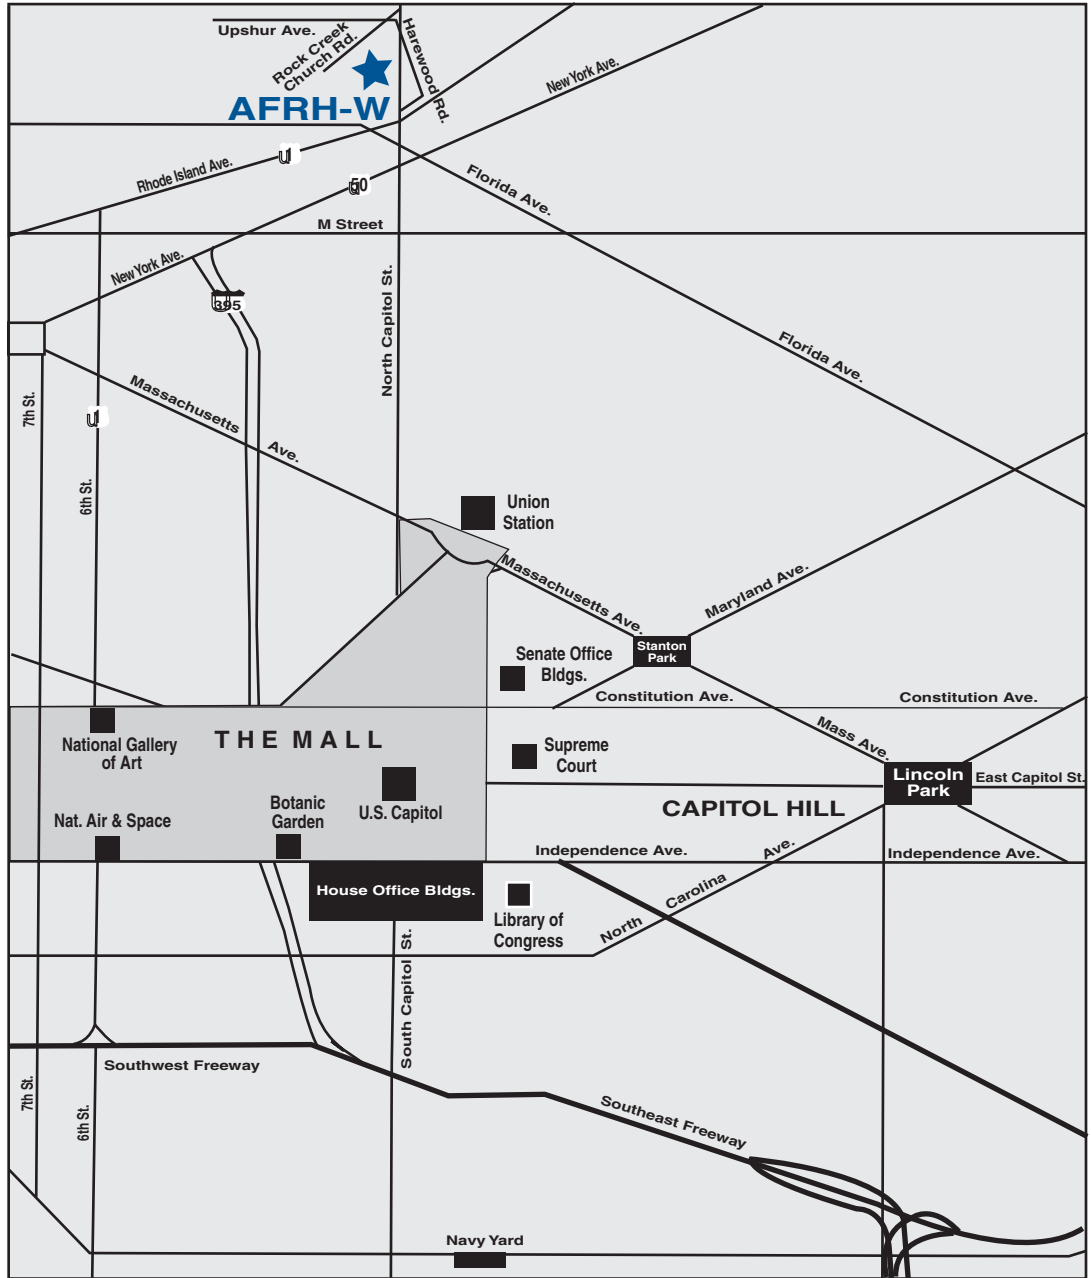 Upshur Ave.
Rock Creek
Church Rd.
Harewood Rd.
AFRH-W
New York Ave.
Rhode Island Ave.
1
50
Florida Ave.
M Street
New York Ave.
395
North Capitol St.
Florida Ave.
7th St.
Massachusetts
Ave.
1
6th St.
Union
Station
Massachusetts Ave.
Maryland Ave.
Stanton
Park
Senate Office
Bldgs.
Constitution Ave.
Constitution Ave.
THE MALL
National Gallery
of Art
Supreme
Court
Mass Ave.
Lincoln
Park
East Capitol St.
U.S. Capitol
CAPITOL HILL
Botanic
Garden
Nat. Air & Space
Independence Ave.
Ave.
Independence Ave.
House Office Bldgs.
Library of
Congress
North
Carolina
South Capitol St.
Southwest Freeway
7th St.
6th St.
Southeast Freeway
Navy Yard